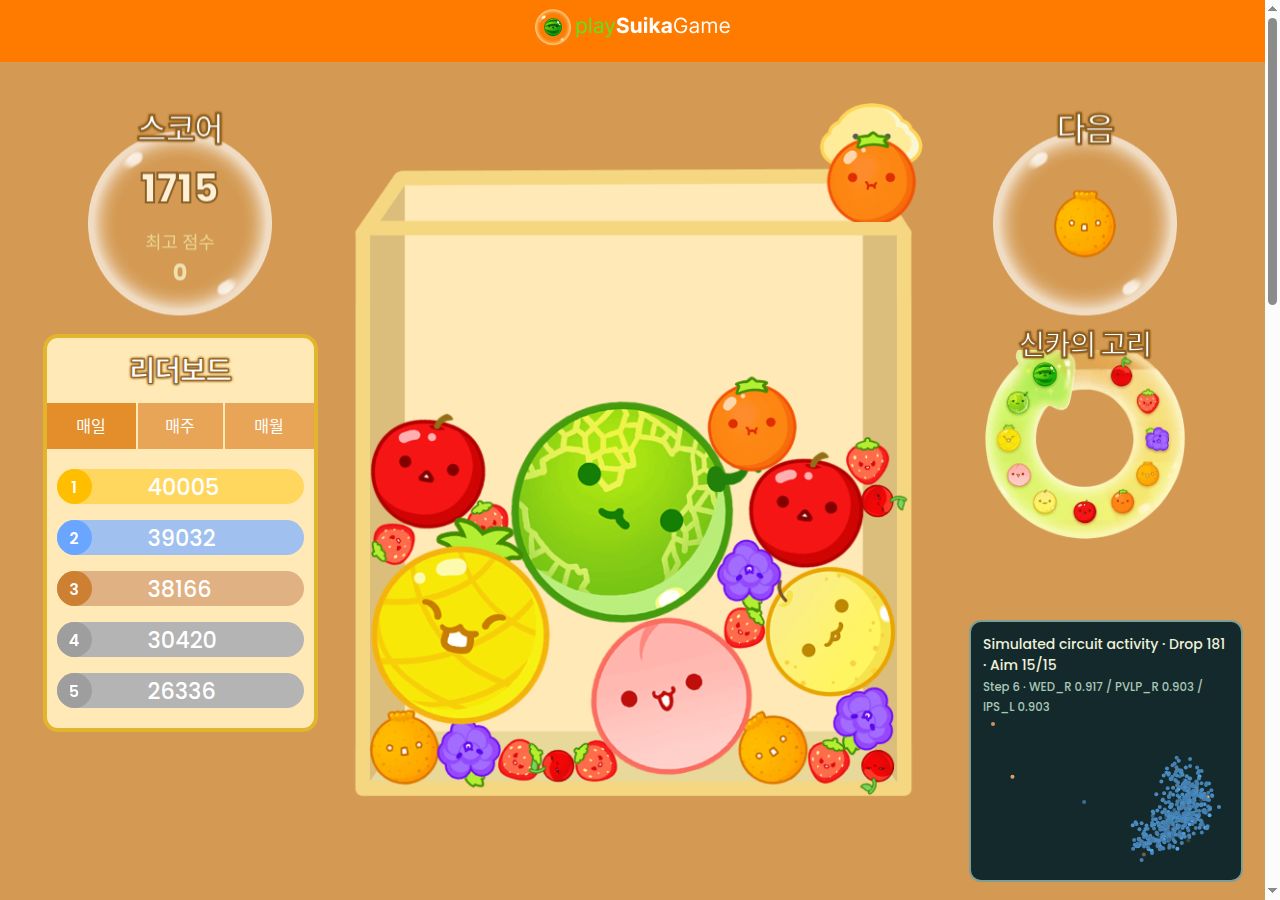 playSuikaGame
스코어
1715
최고 점수
0
다음
신카의 고리
리더보드
매일 매주 매월
1 40005
2 39032
3 38166
4 30420
5 26336
Simulated circuit activity · Drop 181
· Aim 15/15
Step 6 · WED_R 0.917 / PVLP_R 0.903 /
IPS_L 0.903